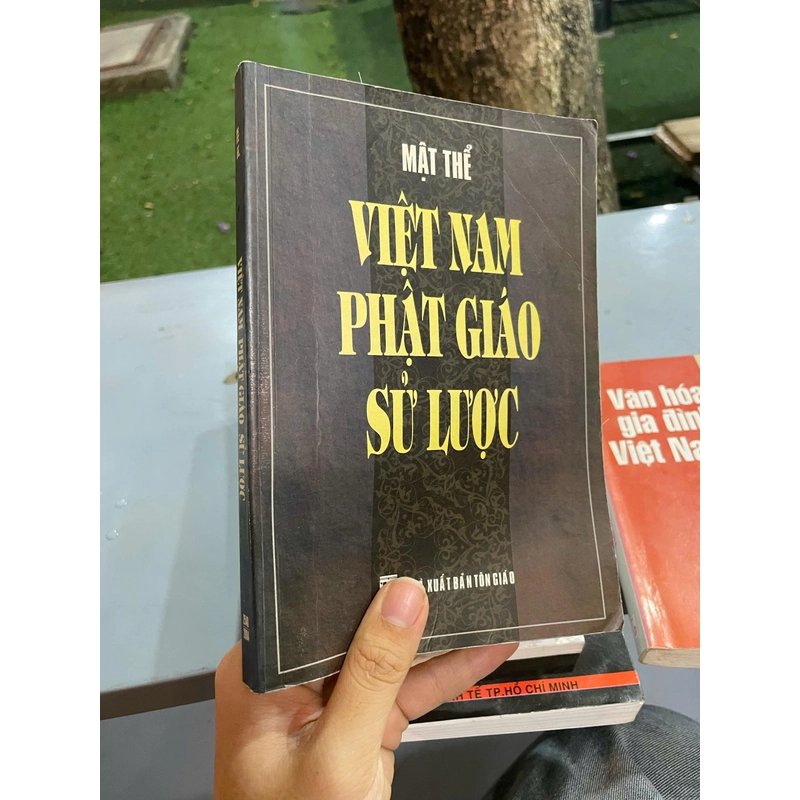 MẬT THỂ
VIỆT NAM
PHẬT GIÁO
SỬ LƯỢC
XUẤT BẢN TÔN GIÁO
VIỆT NAM PHẬT GIÁO SỬ LƯỢC
Văn hóa
gia đình
Việt Na
TẾ TP.HỒ CHÍ MINH